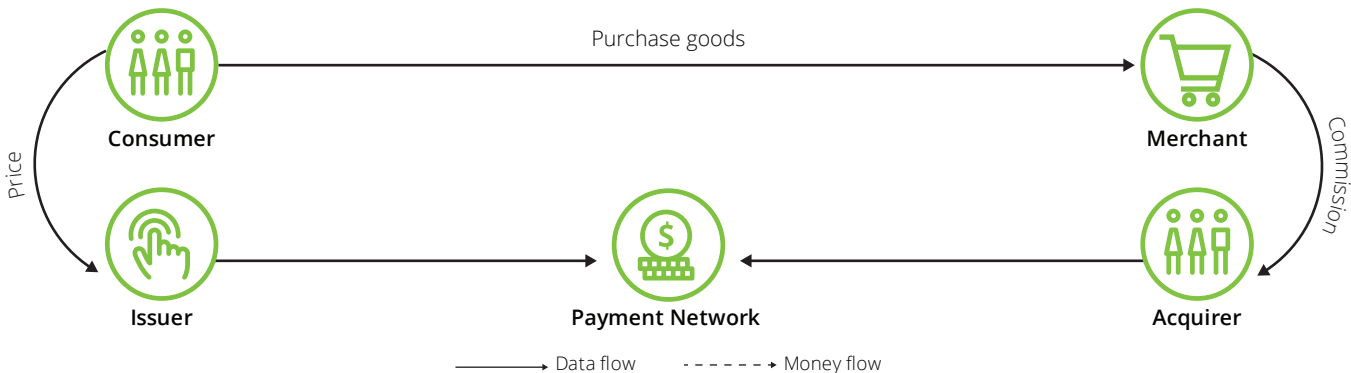 Purchase goods
Consumer
Merchant
Price
Commission
$
Issuer
Payment Network
Acquirer
Data flow
Money flow